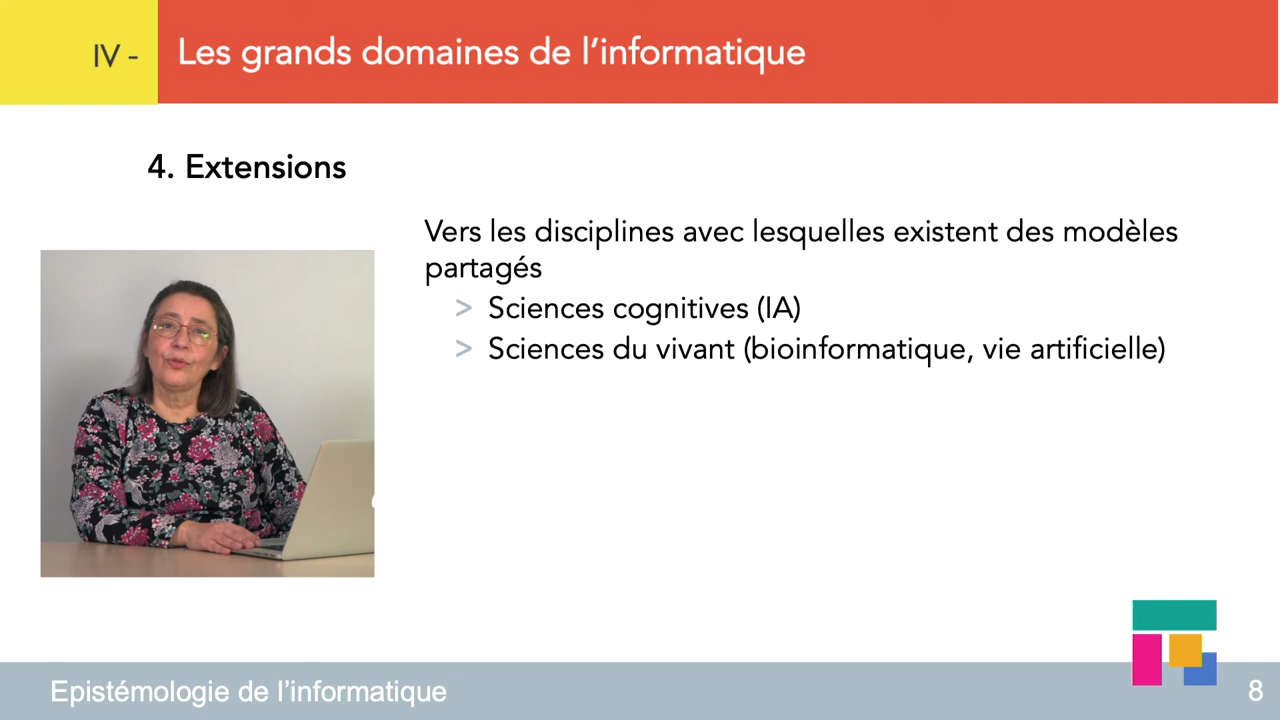 IV - Les grands domaines de l’informatique
4. Extensions
Vers les disciplines avec lesquelles existent des modèles
partagés
> Sciences cognitives (IA)
> Sciences du vivant (bioinformatique, vie artificielle)
Epistémologie de l’informatique
8